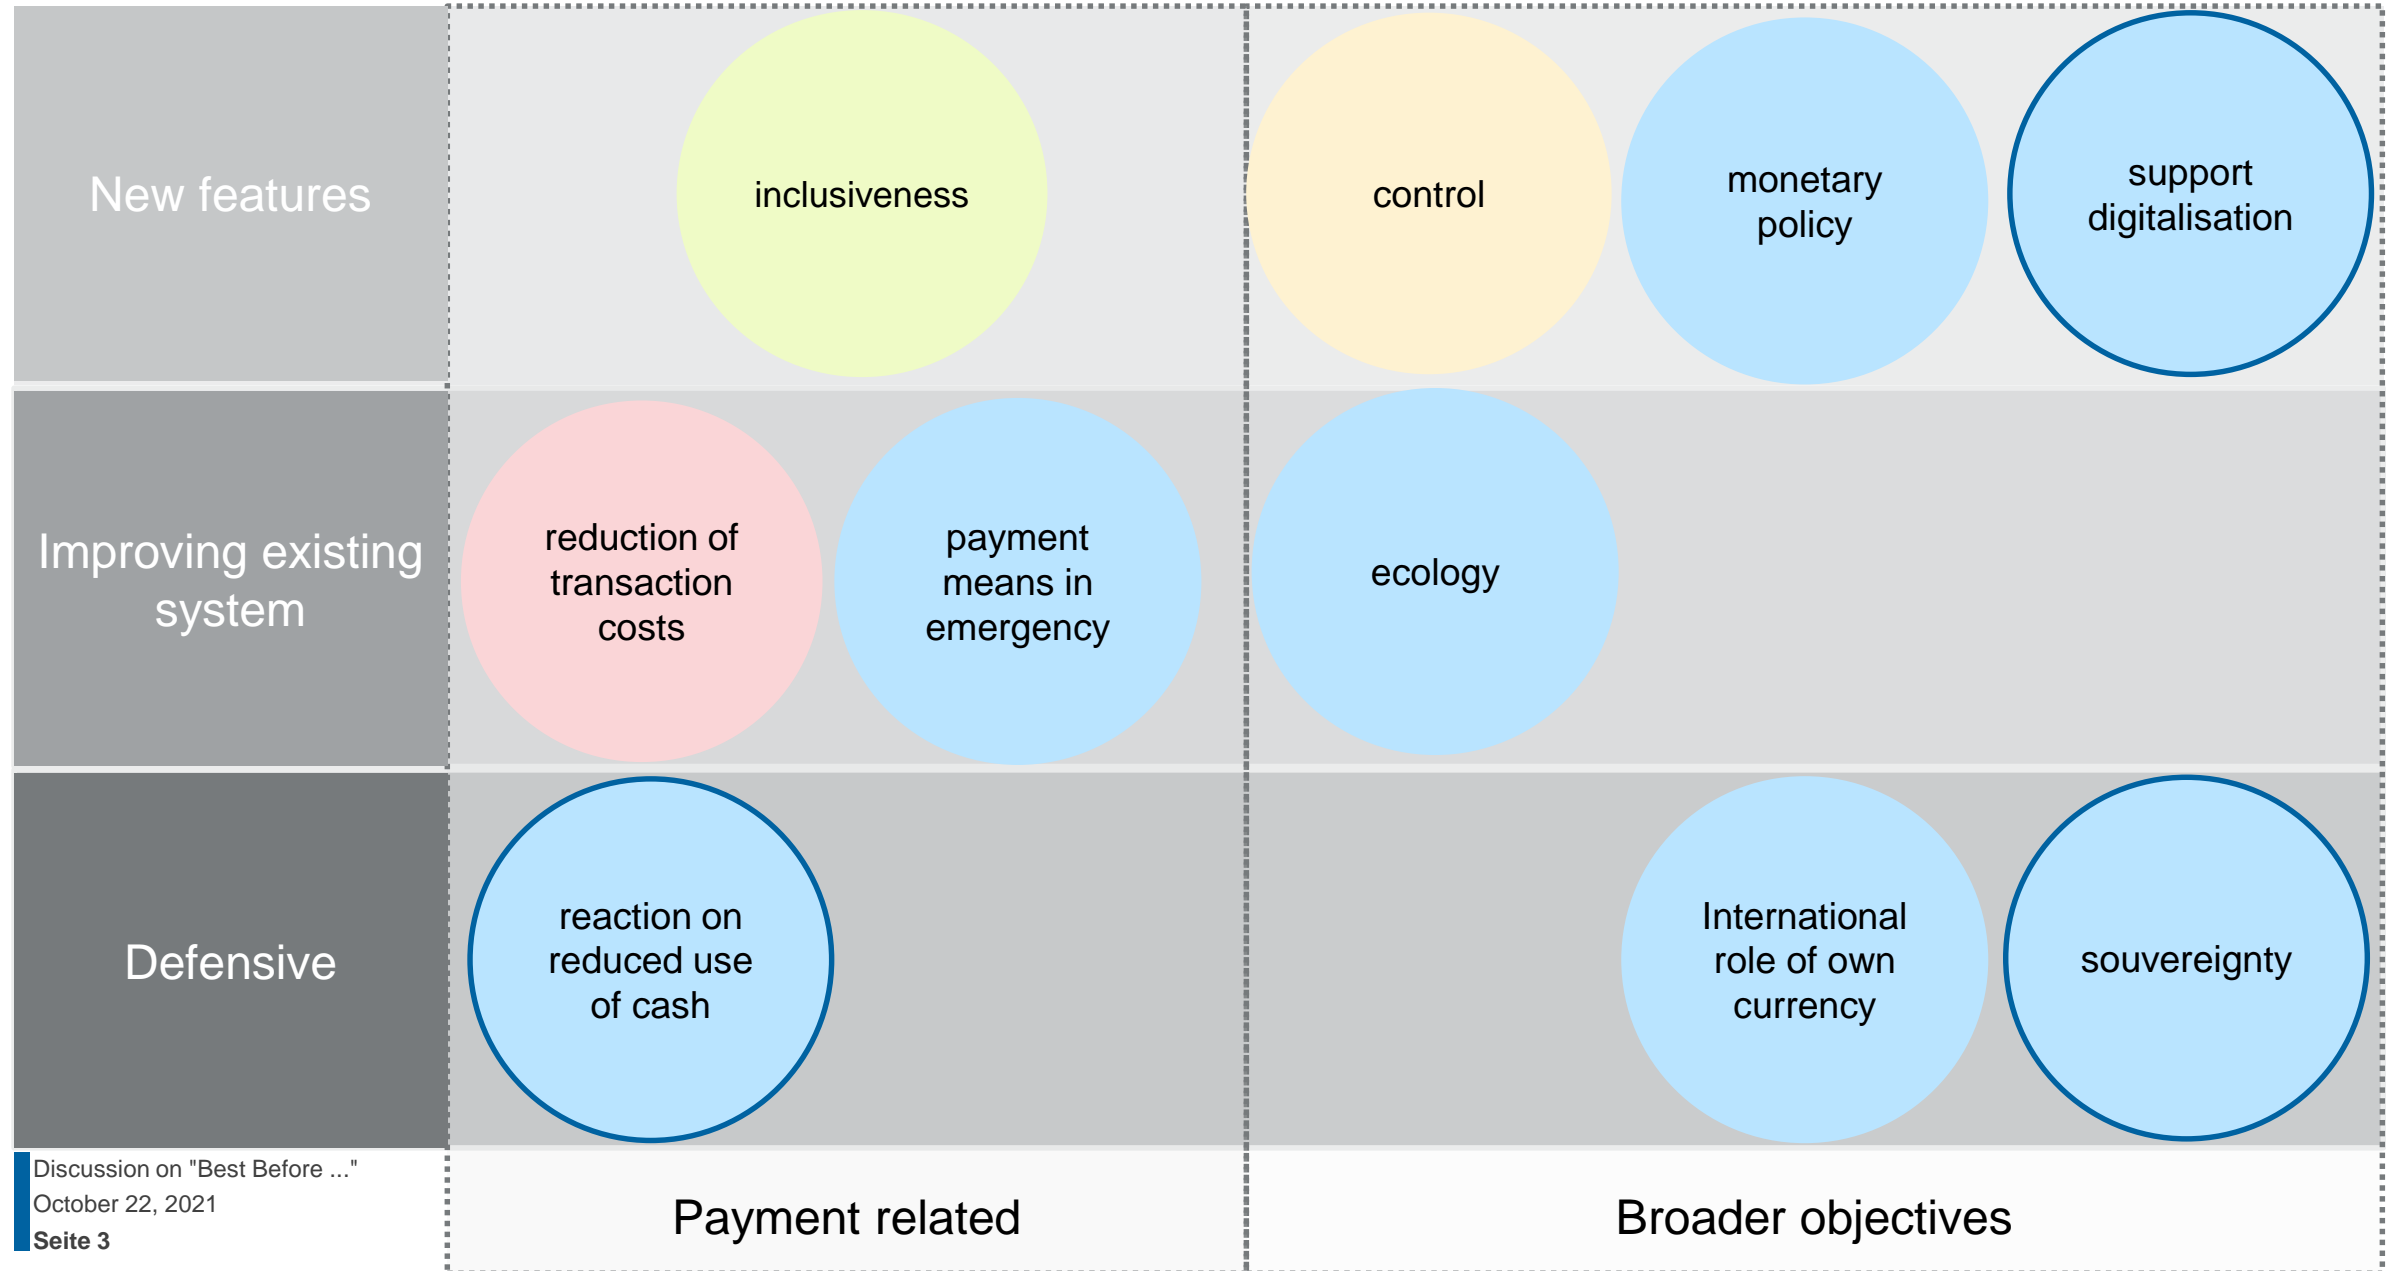 New features
inclusiveness
control
monetary
policy
support
digitalisation
Improving existing
system
reduction of
transaction
costs
payment
means in
emergency
ecology
Defensive
reaction on
reduced use
of cash
International
role of own
currency
souvereignty
Discussion on "Best Before ..."
October 22, 2021
Seite 3
Payment related
Broader objectives